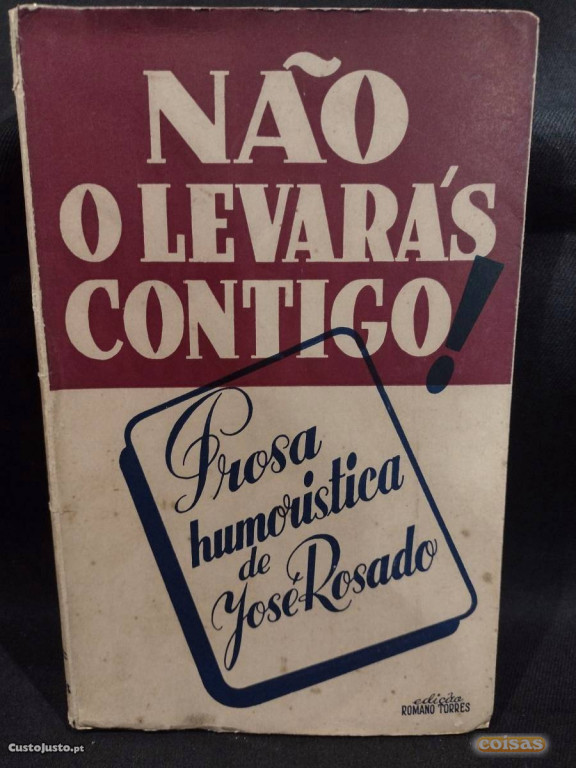 NÃO
O LEVARÁS
CONTIGO!
Prosa
humoristica
de
José Rosado
edição
ROMANO TORRES
CustoJusto.pt
coisas